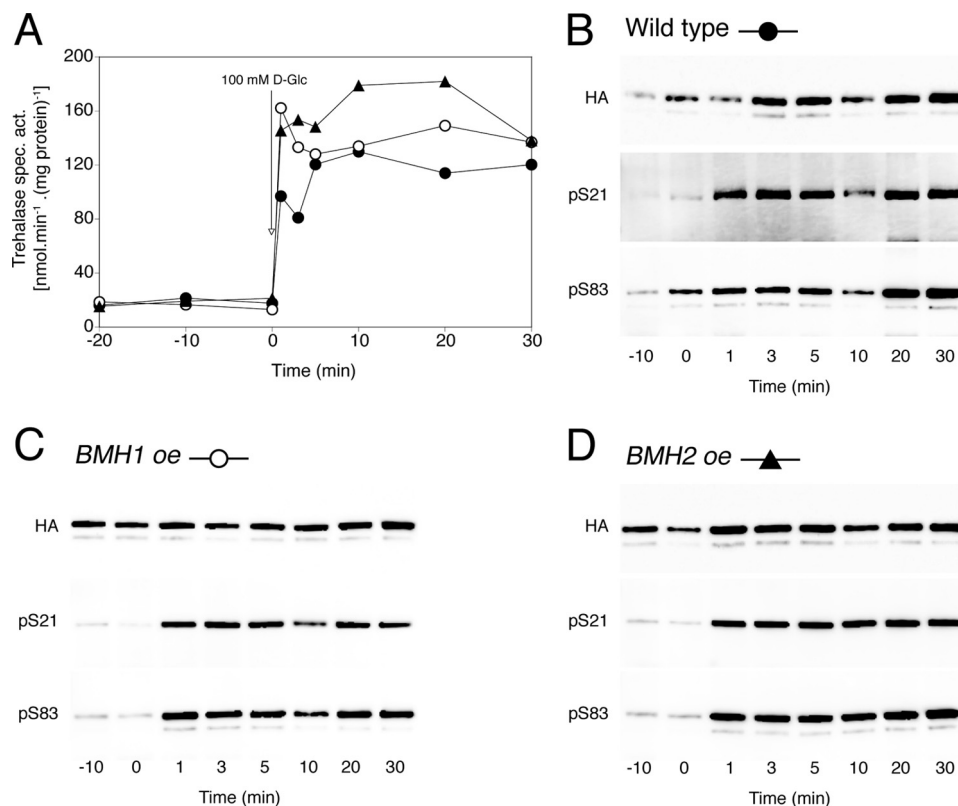 A
200
160
120
80
40
0
100 mM D-Glc
Trehalase spec. act.
[nmol.min⁻¹ .(mg protein)⁻¹]
-20 -10 0 10 20 30
Time (min)
B Wild type
HA
pS21
pS83
-10 0 1 3 5 10 20 30
Time (min)
C BMH1 oe
HA
pS21
pS83
-10 0 1 3 5 10 20 30
Time (min)
D BMH2 oe
HA
pS21
pS83
-10 0 1 3 5 10 20 30
Time (min)